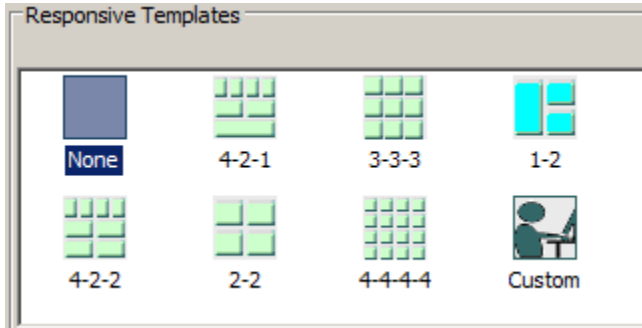 Responsive Templates
None
4-2-1
3-3-3
1-2
4-2-2
2-2
4-4-4-4
Custom